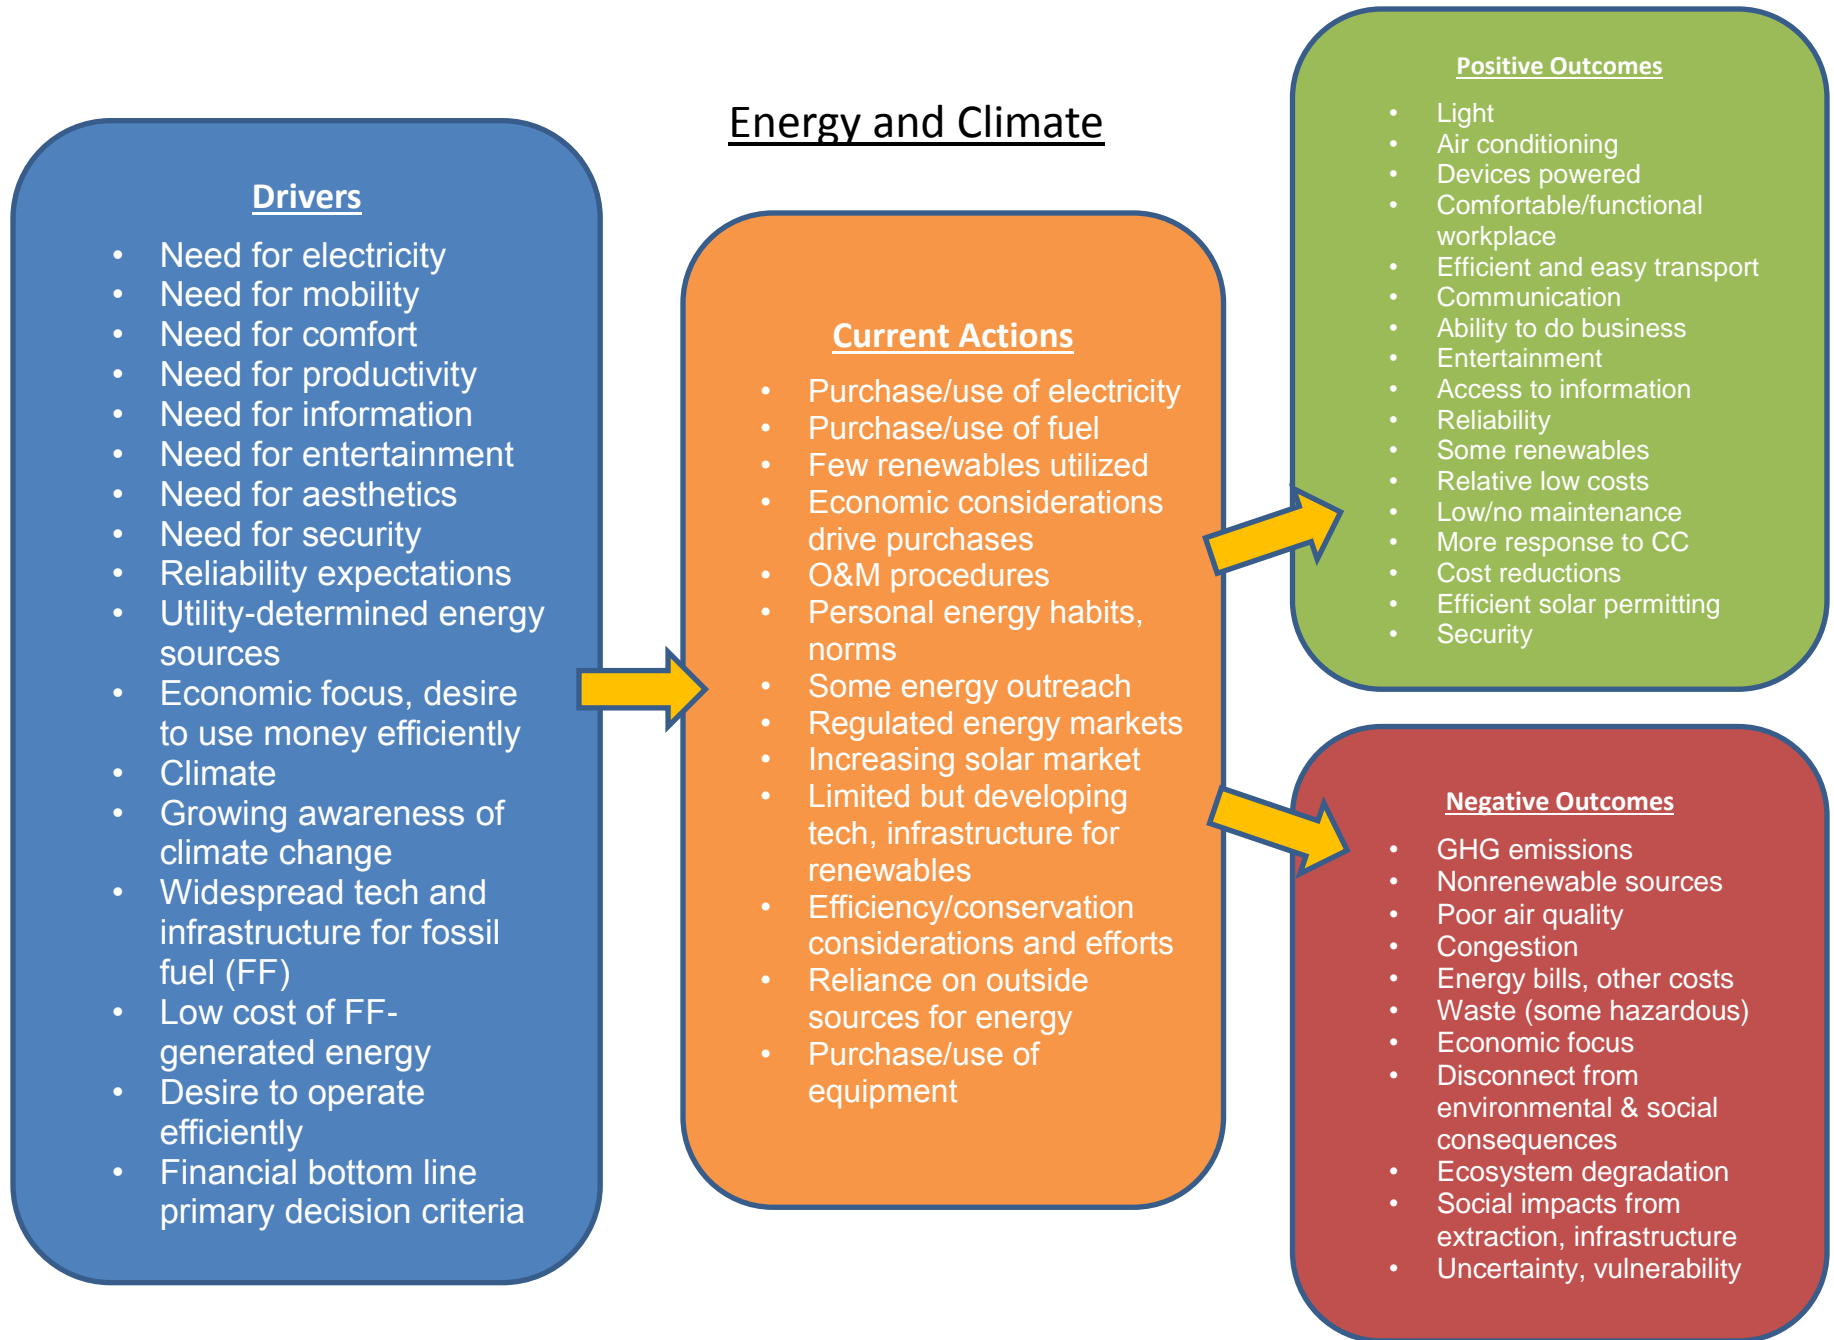 Energy and Climate
Drivers
• Need for electricity
• Need for mobility
• Need for comfort
• Need for productivity
• Need for information
• Need for entertainment
• Need for aesthetics
• Need for security
• Reliability expectations
• Utility-determined energy
sources
• Economic focus, desire
to use money efficiently
• Climate
• Growing awareness of
climate change
• Widespread tech and
infrastructure for fossil
fuel (FF)
• Low cost of FF-
generated energy
• Desire to operate
efficiently
• Financial bottom line
primary decision criteria
Current Actions
• Purchase/use of electricity
• Purchase/use of fuel
• Few renewables utilized
• Economic considerations
drive purchases
• O&M procedures
• Personal energy habits,
norms
• Some energy outreach
• Regulated energy markets
• Increasing solar market
• Limited but developing
tech, infrastructure for
renewables
• Efficiency/conservation
considerations and efforts
• Reliance on outside
sources for energy
• Purchase/use of
equipment
Positive Outcomes
• Light
• Air conditioning
• Devices powered
• Comfortable/functional
workplace
• Efficient and easy transport
• Communication
• Ability to do business
• Entertainment
• Access to information
• Reliability
• Some renewables
• Relative low costs
• Low/no maintenance
• More response to CC
• Cost reductions
• Efficient solar permitting
• Security
Negative Outcomes
• GHG emissions
• Nonrenewable sources
• Poor air quality
• Congestion
• Energy bills, other costs
• Waste (some hazardous)
• Economic focus
• Disconnect from
environmental & social
consequences
• Ecosystem degradation
• Social impacts from
extraction, infrastructure
• Uncertainty, vulnerability